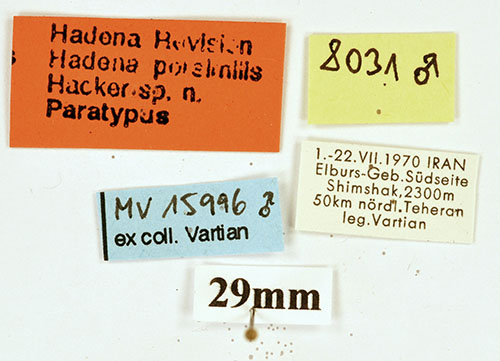 Hadena Revision
Hadena persimilis
Hacker sp. n.
Paratypus
8031 ♂
MV 15996 ♂
ex coll. Vartian
1.-22.VII.1970 IRAN
Elburs-Geb.Südseite
Shimshak,2300m
50km nördl.Teheran
leg.Vartian
29mm